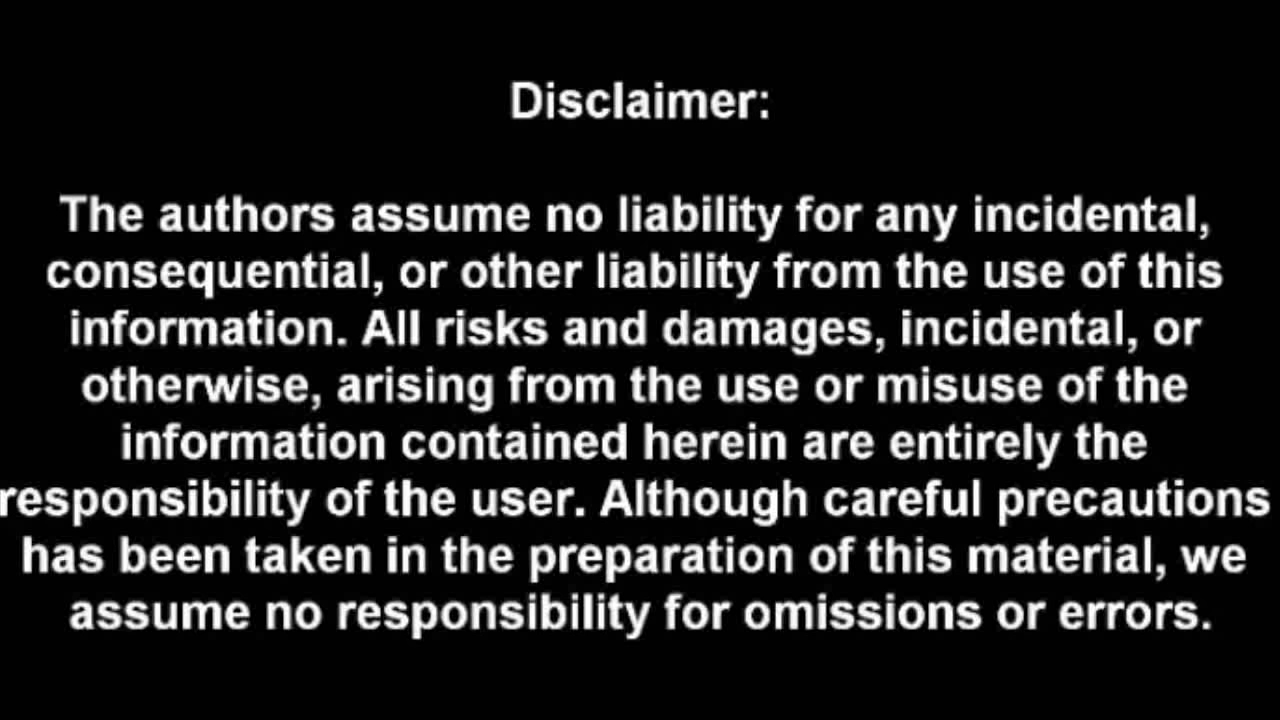 Disclaimer:
The authors assume no liability for any incidental,
consequential, or other liability from the use of this
information. All risks and damages, incidental, or
otherwise, arising from the use or misuse of the
information contained herein are entirely the
responsibility of the user. Although careful precautions
has been taken in the preparation of this material, we
assume no responsibility for omissions or errors.